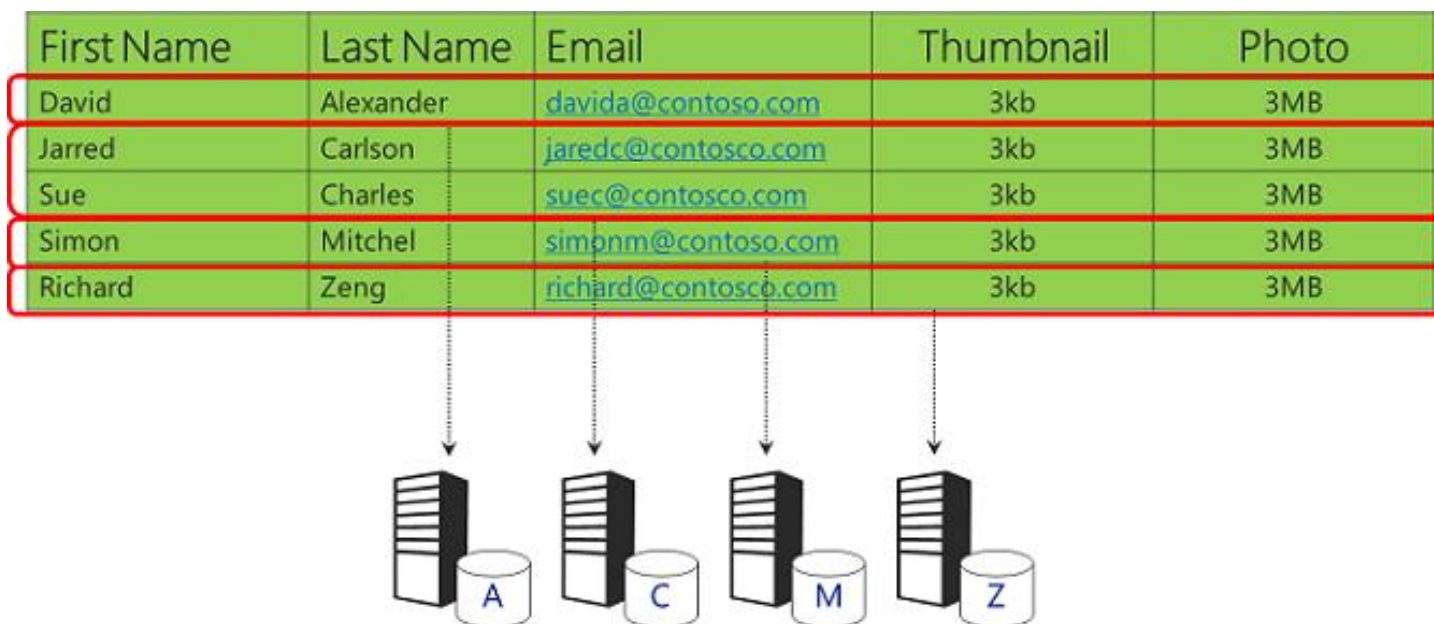 First Name Last Name Email Thumbnail Photo
David Alexander davida@contoso.com 3kb 3MB
Jarred Carlson jaredc@contosco.com 3kb 3MB
Sue Charles suec@contosco.com 3kb 3MB
Simon Mitchel simonm@contoso.com 3kb 3MB
Richard Zeng richard@contosco.com 3kb 3MB
A C M Z